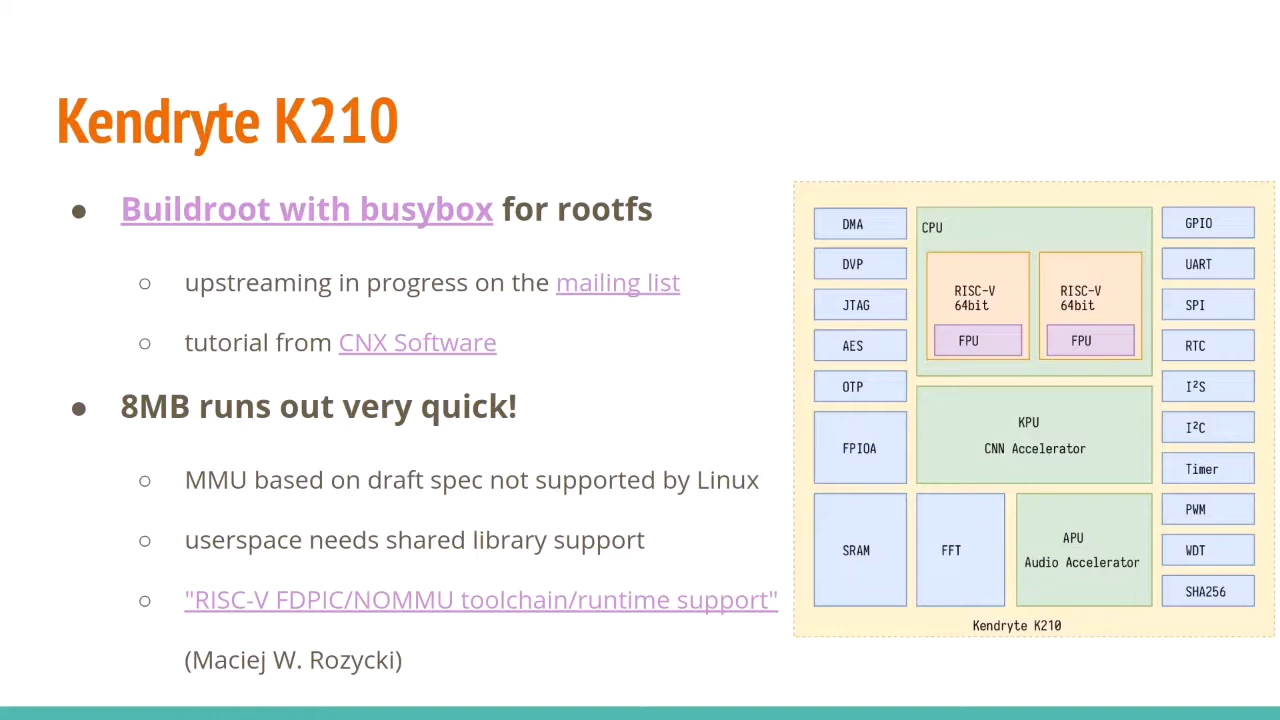 Kendryte K210
● Buildroot with busybox for rootfs
○ upstreaming in progress on the mailing list
○ tutorial from CNX Software
● 8MB runs out very quick!
○ MMU based on draft spec not supported by Linux
○ userspace needs shared library support
○ "RISC-V FDPIC/NOMMU toolchain/runtime support"
(Maciej W. Rozycki)
DMA
DVP
JTAG
AES
OTP
FPIOA
SRAM
CPU
RISC-V
64bit
FPU
RISC-V
64bit
FPU
KPU
CNN Accelerator
FFT
APU
Audio Accelerator
GPIO
UART
SPI
RTC
I²S
I²C
Timer
PWM
WDT
SHA256
Kendryte K210